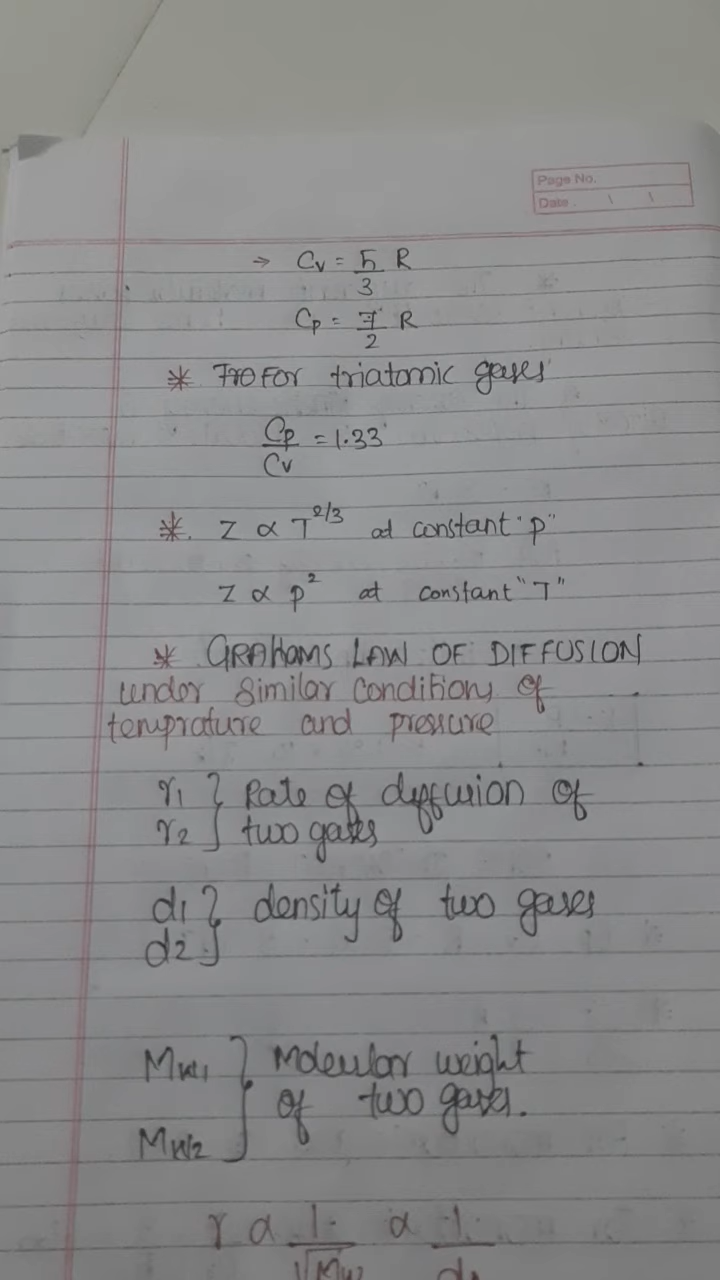 Page No.
Date. \ \
→ Cv = 5/3 R
Cp = 7/2 R
* For triatomic gases
Cp/Cv = 1.33
* Z ∝ T^2/3 at constant "p"
Z ∝ p² at constant "T"
* GRAHAMS LAW OF DIFFUSION
under similar conditions of
temprature and pressure
r1 } Rate of diffusion of
r2 } two gases
d1 } density of two gases
d2 }
Mw1 } Molecular weight
of two gases.
Mw2
r ∝ 1/√Mw ∝ 1/d